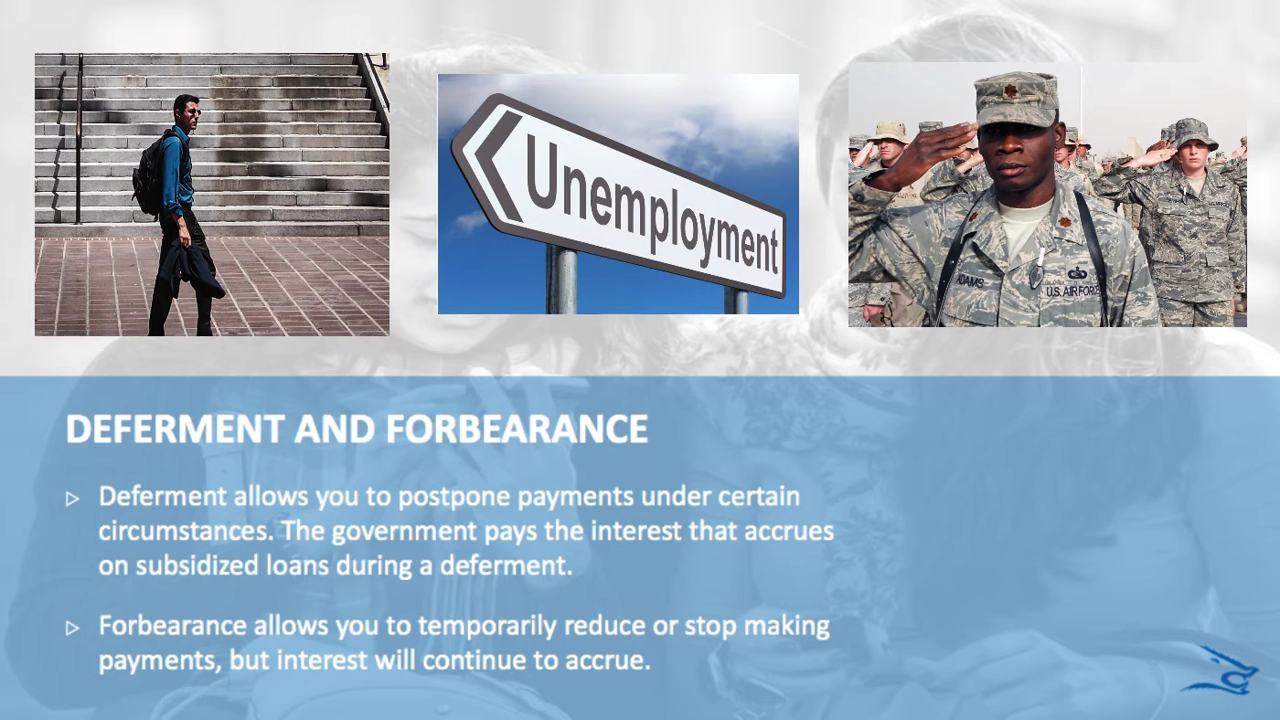 Unemployment
ADAMS
U.S. AIR FORCE
DEFERMENT AND FORBEARANCE
▷ Deferment allows you to postpone payments under certain
circumstances. The government pays the interest that accrues
on subsidized loans during a deferment.
▷ Forbearance allows you to temporarily reduce or stop making
payments, but interest will continue to accrue.